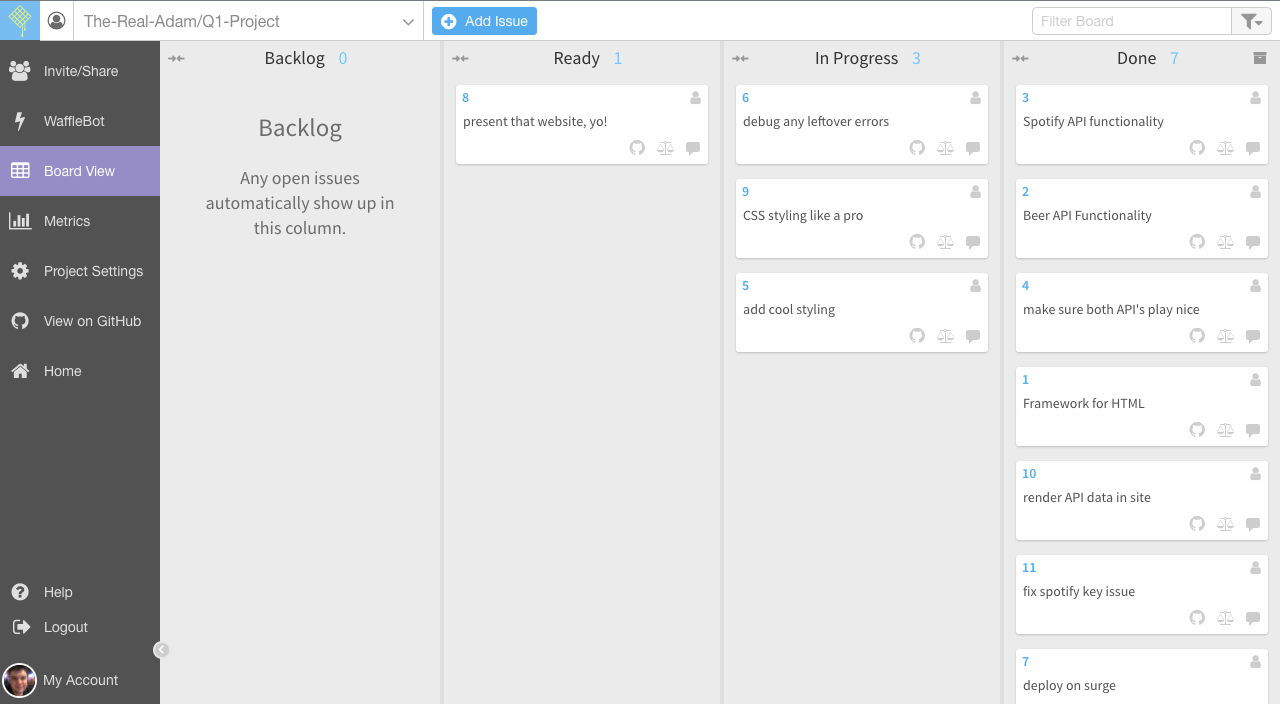 The-Real-Adam/Q1-Project
Add Issue
Filter Board
Invite/Share
WaffleBot
Board View
Metrics
Project Settings
View on GitHub
Home
Help
Logout
My Account
Backlog 0
Backlog
Any open issues
automatically show up in
this column.
Ready 1
8
present that website, yo!
In Progress 3
6
debug any leftover errors
9
CSS styling like a pro
5
add cool styling
Done 7
3
Spotify API functionality
2
Beer API Functionality
4
make sure both API's play nice
1
Framework for HTML
10
render API data in site
11
fix spotify key issue
7
deploy on surge